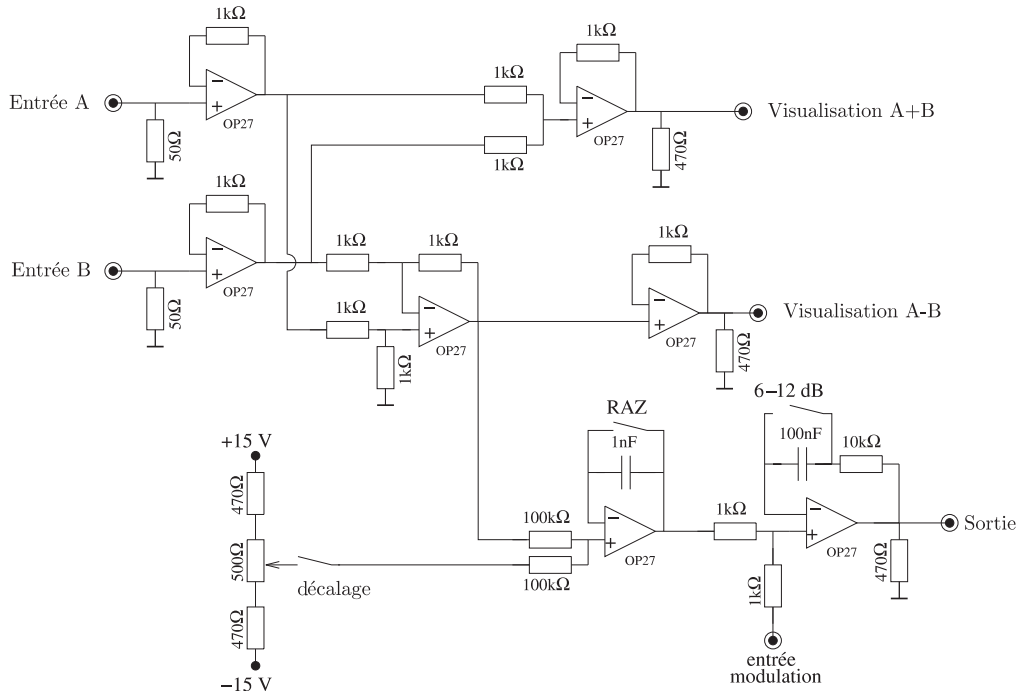 1kΩ
Entrée A
OP27
50Ω
1kΩ
1kΩ
1kΩ
OP27
Visualisation A+B
470Ω
1kΩ
Entrée B
OP27
50Ω
1kΩ
1kΩ
1kΩ
1kΩ
OP27
1kΩ
OP27
Visualisation A-B
470Ω
+15 V
470Ω
500Ω
470Ω
−15 V
décalage
100kΩ
100kΩ
RAZ
1nF
OP27
1kΩ
1kΩ
entrée
modulation
6−12 dB
100nF
10kΩ
OP27
Sortie
470Ω